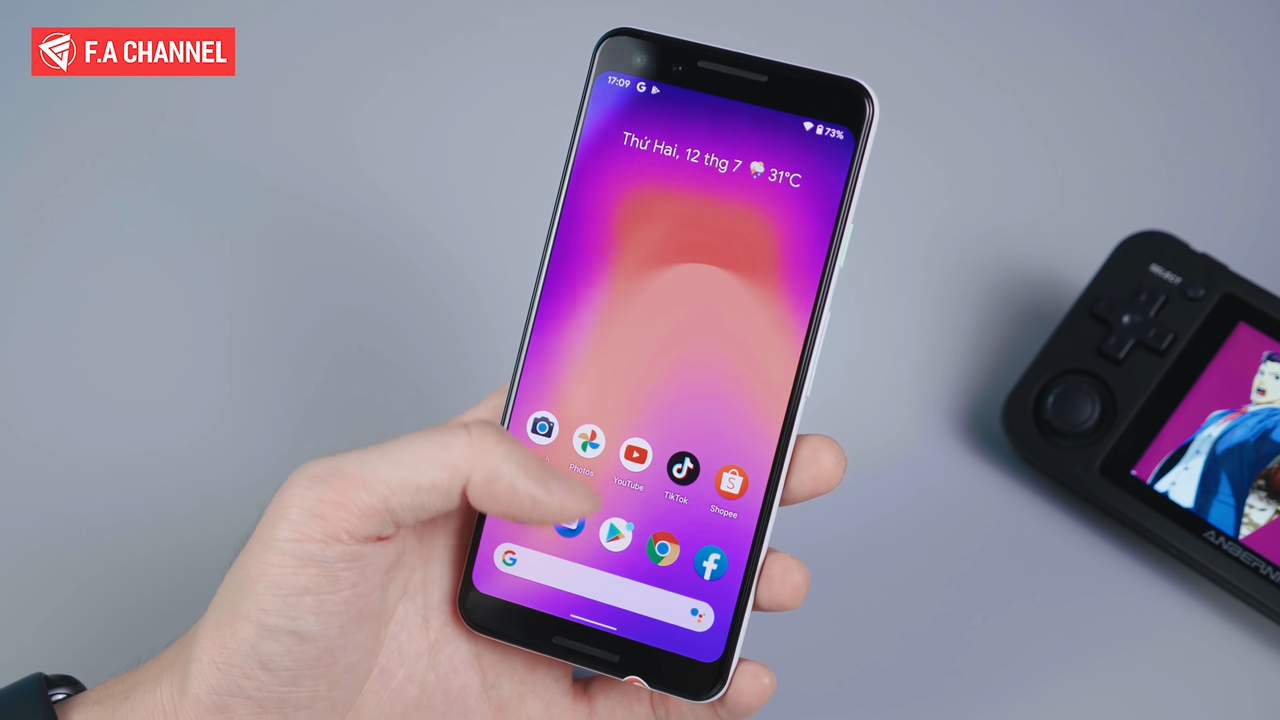 F.A CHANNEL
17:09
73%
Thứ Hai, 12 thg 7 31°C
Photos
YouTube
TikTok
Shopee
SELECT